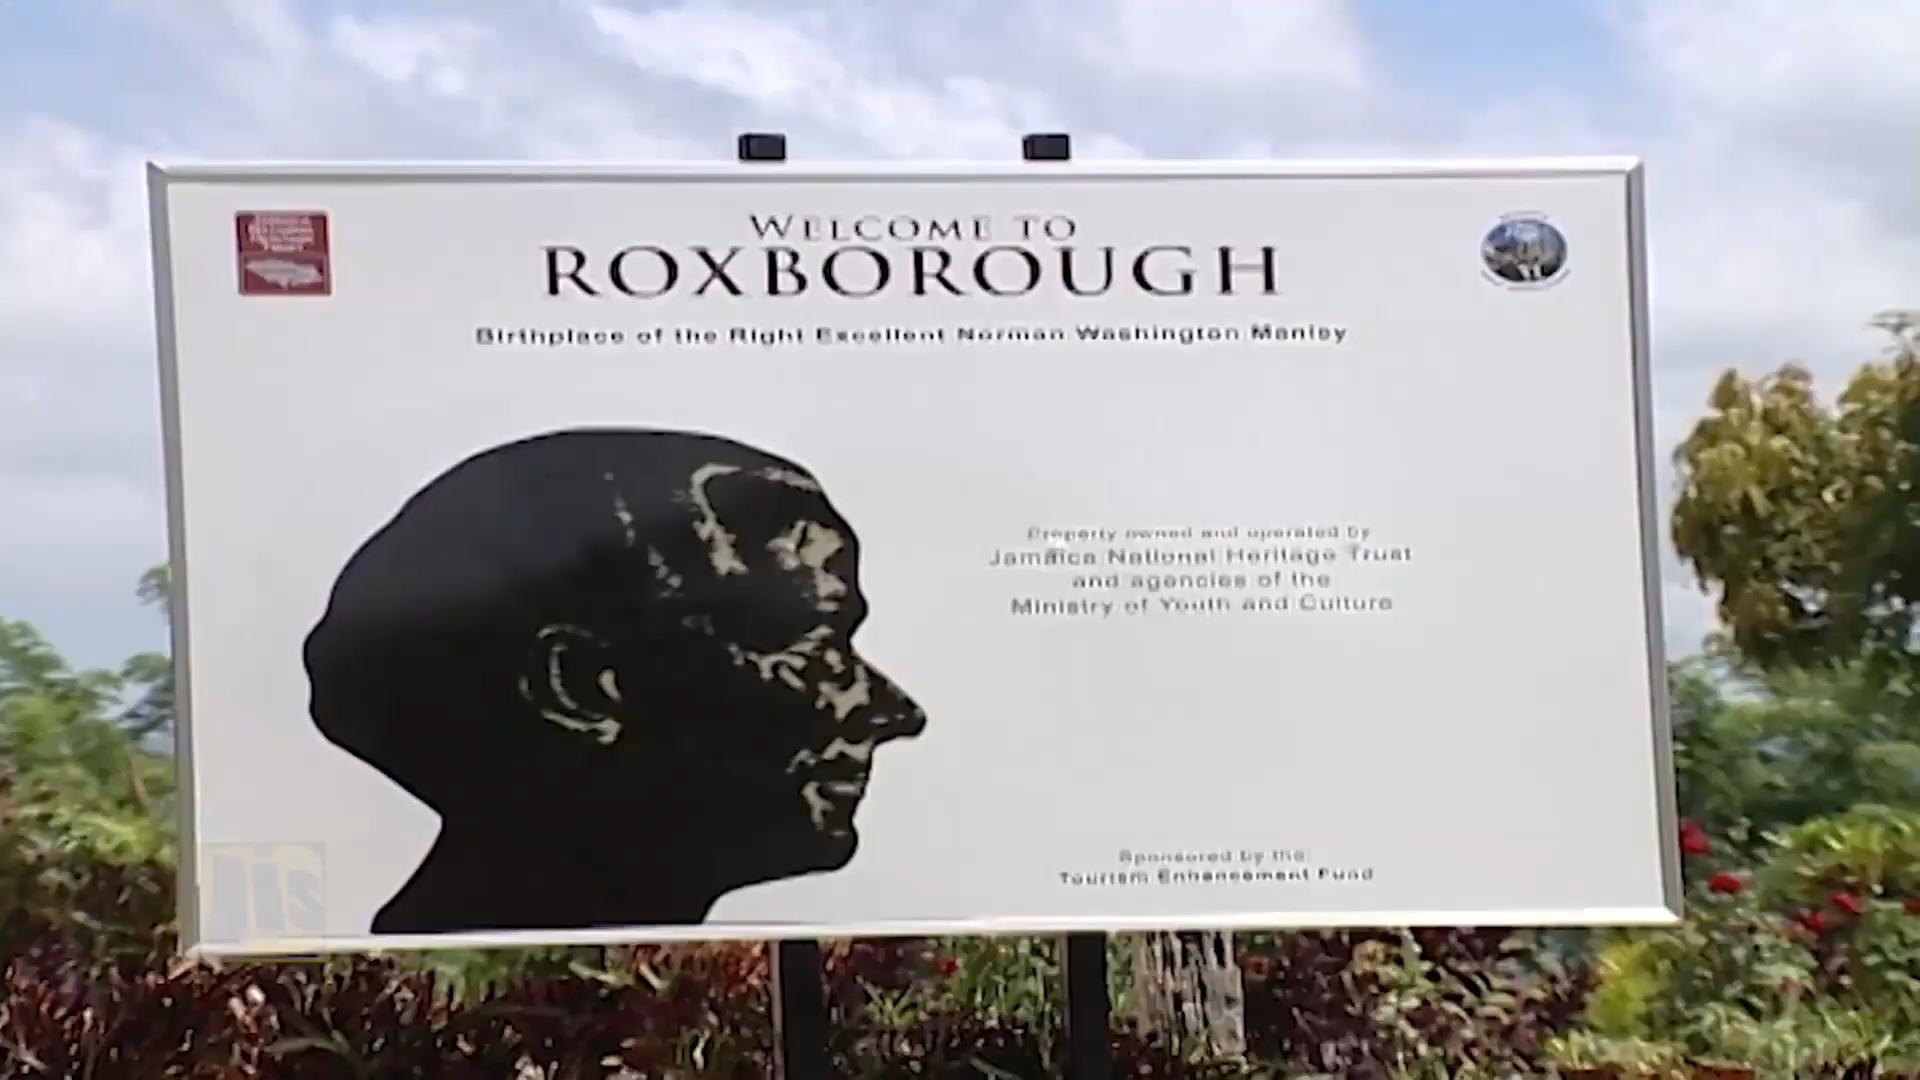 WELCOME TO
ROXBOROUGH
Birthplace of the Right Excellent Norman Washington Manley
Property owned and operated by
Jamaica National Heritage Trust
and agencies of the
Ministry of Youth and Culture
Sponsored by the:
Tourism Enhancement Fund
Jis